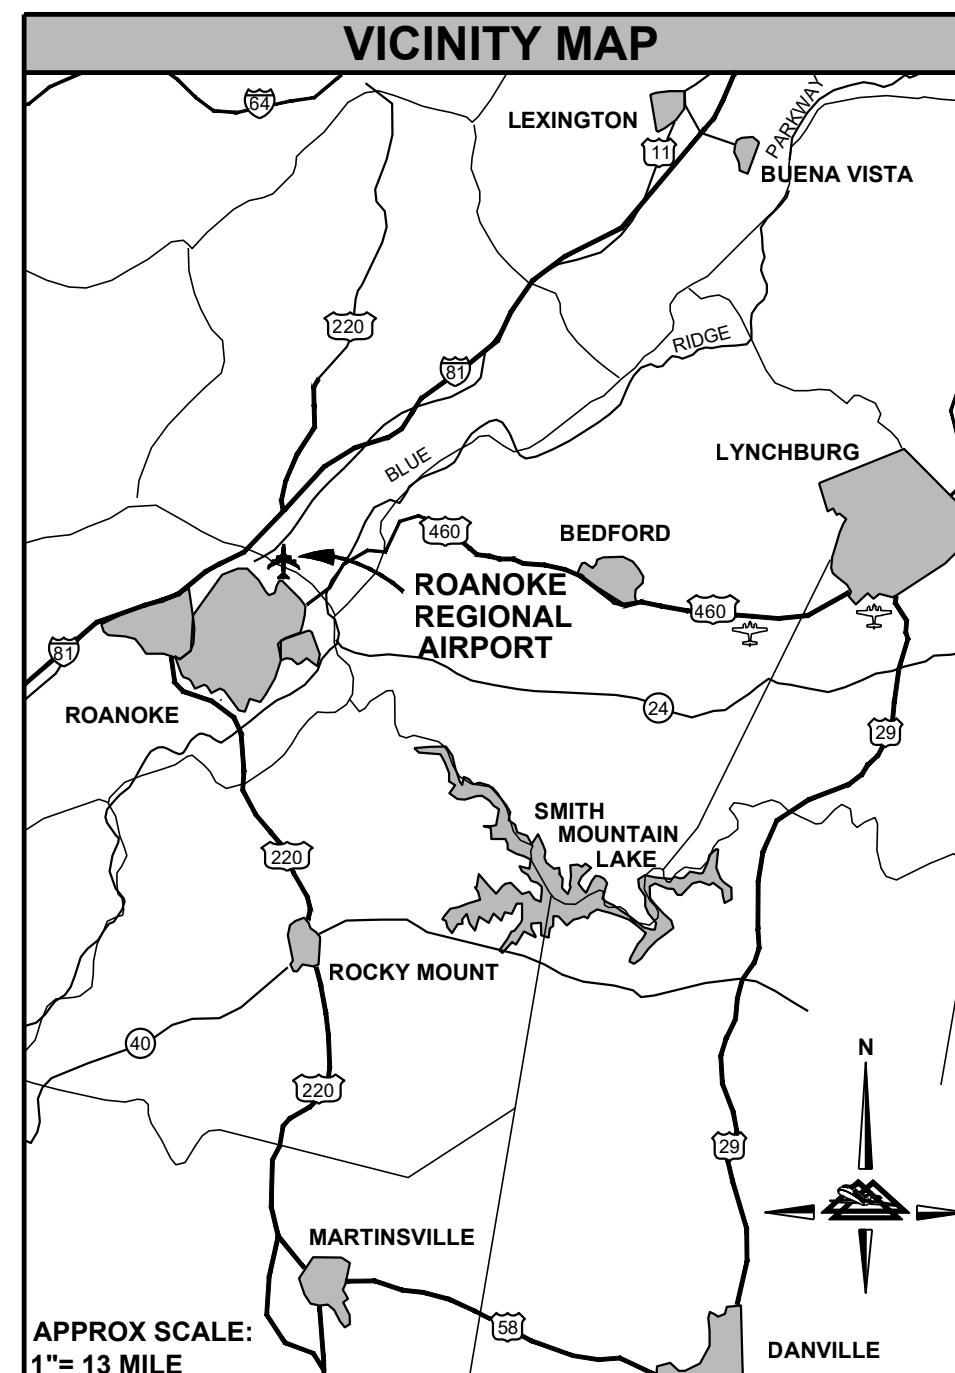 VICINITY MAP
64
LEXINGTON
PARKWAY
11
BUENA VISTA
220
RIDGE
81
LYNCHBURG
BLUE
460
BEDFORD
ROANOKE
REGIONAL
AIRPORT
460
81
24
ROANOKE
29
SMITH
MOUNTAIN
LAKE
220
ROCKY MOUNT
40
N
220
29
MARTINSVILLE
58
APPROX SCALE:
1"= 13 MILE
DANVILLE